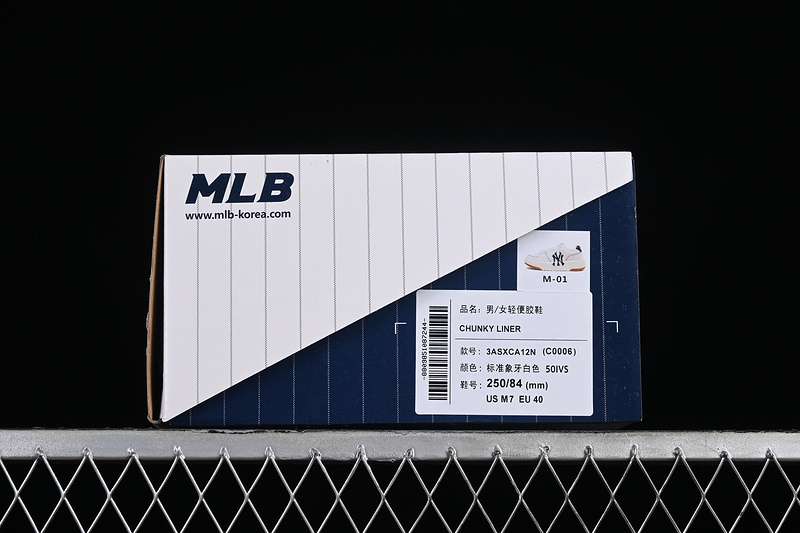 MLB
www.mlb-korea.com
NY
M-01
品名: 男/女轻便胶鞋
CHUNKY LINER
款号: 3ASXCA12N (C0006)
颜色: 标准象牙白色 50IVS
鞋号: 250/84 (mm)
US M7 EU 40